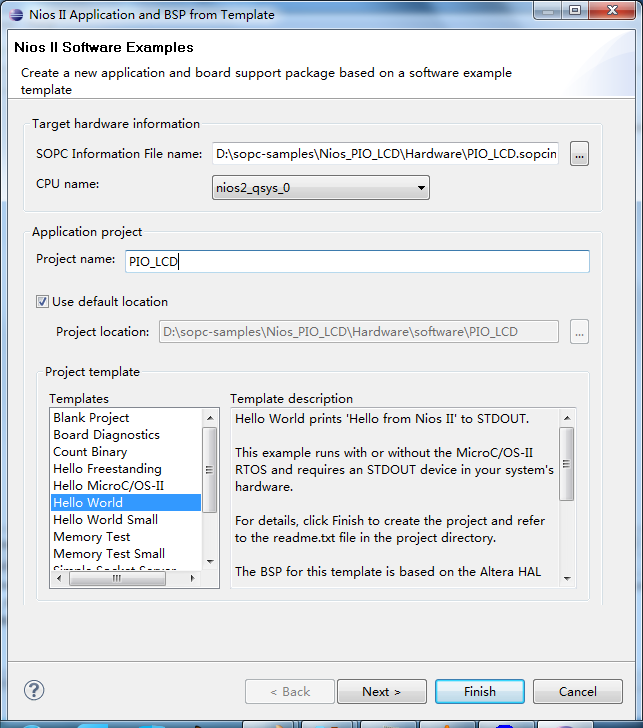 Nios II Application and BSP from Template
Nios II Software Examples
Create a new application and board support package based on a software example
template
Target hardware information
SOPC Information File name: D:\sopc-samples\Nios_PIO_LCD\Hardware\PIO_LCD.sopcin ...
CPU name: nios2_qsys_0
Application project
Project name: PIO_LCD
Use default location
Project location: D:\sopc-samples\Nios_PIO_LCD\Hardware\software\PIO_LCD ...
Project template
Templates
Blank Project
Board Diagnostics
Count Binary
Hello Freestanding
Hello MicroC/OS-II
Hello World
Hello World Small
Memory Test
Memory Test Small
Simple Socket Server
Template description
Hello World prints 'Hello from Nios II' to STDOUT.
This example runs with or without the MicroC/OS-II
RTOS and requires an STDOUT device in your system's
hardware.
For details, click Finish to create the project and refer
to the readme.txt file in the project directory.
The BSP for this template is based on the Altera HAL
? < Back Next > Finish Cancel